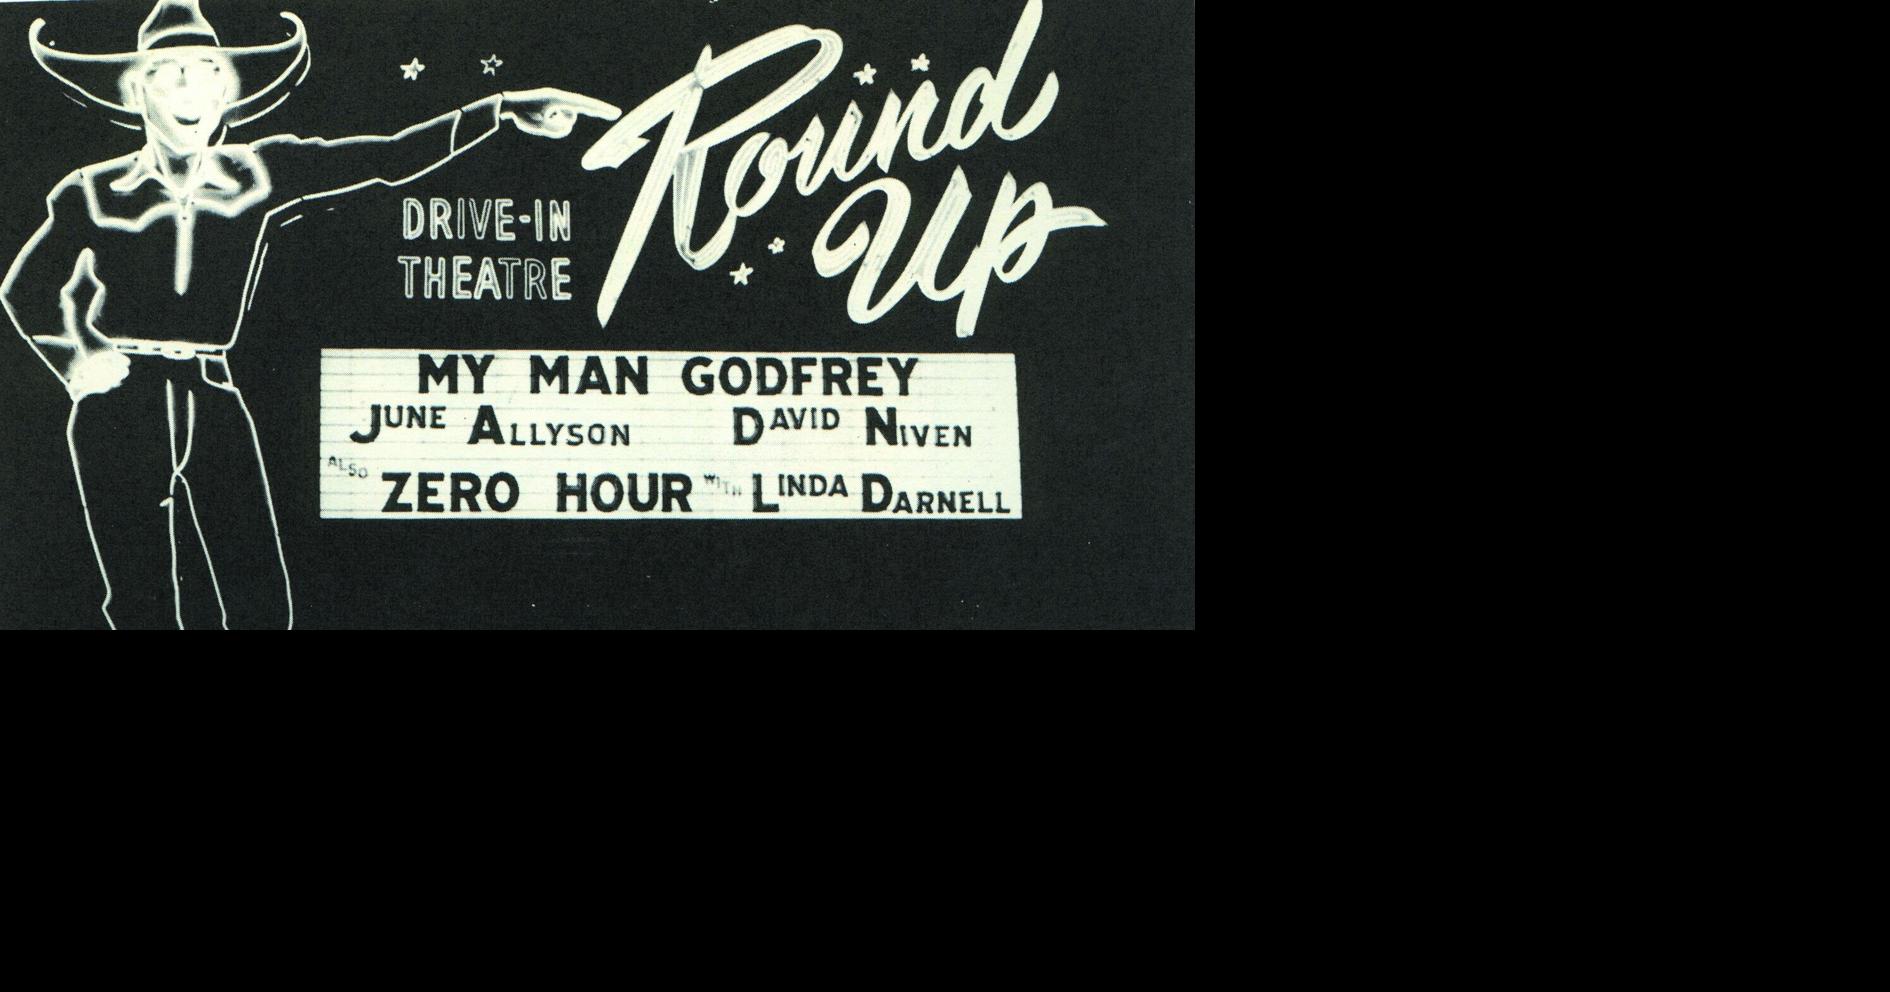 Round
Up
DRIVE-IN
THEATRE
MY MAN GODFREY
JUNE ALLYSON DAVID NIVEN
ALSO ZERO HOUR WITH LINDA DARNELL